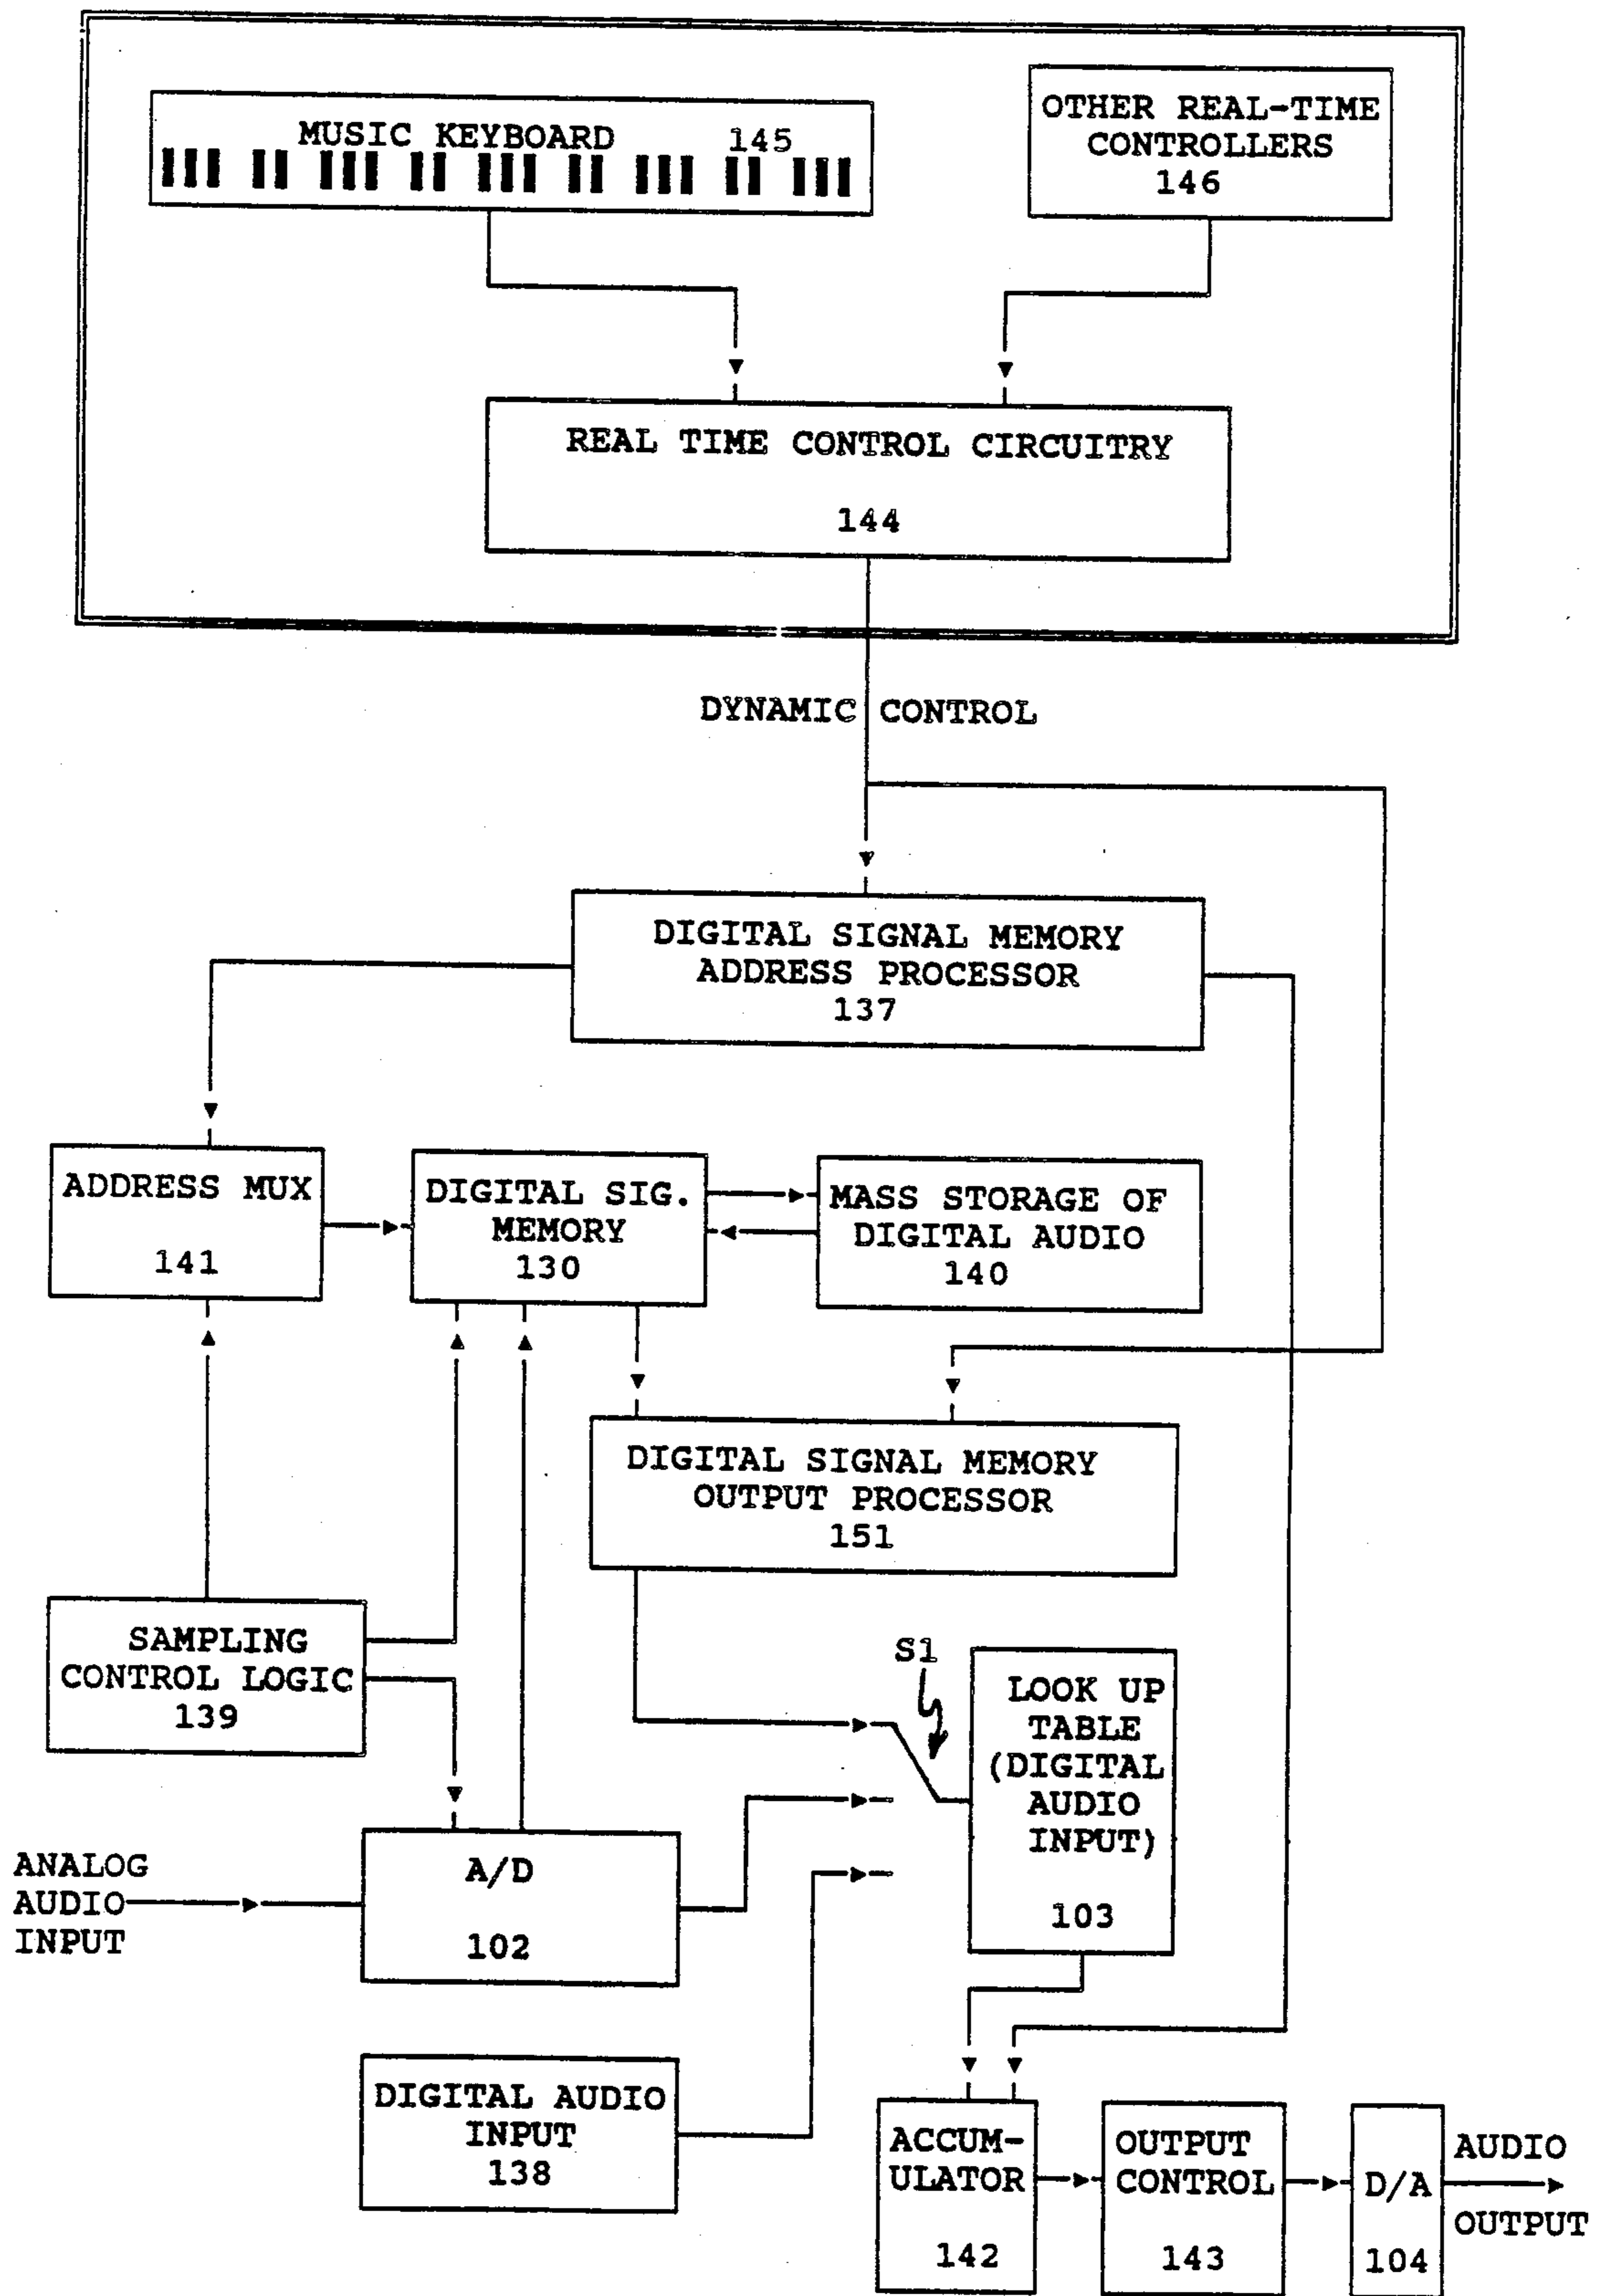 MUSIC KEYBOARD 145
OTHER REAL-TIME
CONTROLLERS
146
REAL TIME CONTROL CIRCUITRY
144
DYNAMIC CONTROL
DIGITAL SIGNAL MEMORY
ADDRESS PROCESSOR
137
ADDRESS MUX
141
DIGITAL SIG.
MEMORY
130
MASS STORAGE OF
DIGITAL AUDIO
140
DIGITAL SIGNAL MEMORY
OUTPUT PROCESSOR
151
SAMPLING
CONTROL LOGIC
139
S1
LOOK UP
TABLE
(DIGITAL
AUDIO
INPUT)
103
ANALOG
AUDIO
INPUT
A/D
102
DIGITAL AUDIO
INPUT
138
ACCUM-
ULATOR
142
OUTPUT
CONTROL
143
D/A
104
AUDIO
OUTPUT